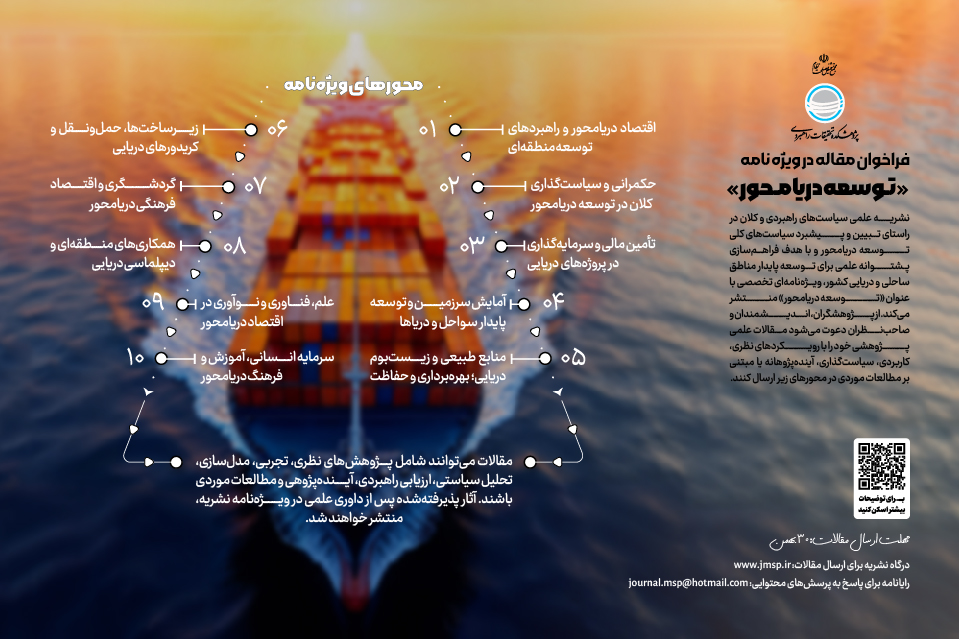 مجمع تشخیص مصلحت نظام
پژوهشکده تحقیقات راهبردی
فراخوان مقاله در ویژه نامه
«توسعه دریامحور»
نشریه علمی سیاست‌های راهبردی و کلان در
راستای تبیین و پیشبرد سیاست‌های کلی
توسعه دریامحور و با هدف فراهم‌سازی
پشتوانه علمی برای توسعه پایدار مناطق
ساحلی و دریایی کشور، ویژه‌نامه‌ای تخصصی با
عنوان «توسعه دریامحور» منتشر
می‌کند. از پژوهشگران، اندیشمندان و
صاحب‌نظران دعوت می‌شود مقالات علمی
پژوهشی خود را با رویکردهای نظری،
کاربردی، سیاست‌گذاری، آینده‌پژوهانه یا مبتنی
بر مطالعات موردی در محورهای زیر ارسال کنند.
محورهای ویژه‌نامه
۰۱
اقتصاد دریامحور و راهبردهای
توسعه منطقه‌ای
۰۲
حکمرانی و سیاست‌گذاری
کلان در توسعه دریامحور
۰۳
تأمین مالی و سرمایه‌گذاری
در پروژه‌های دریایی
۰۴
آمایش سرزمین و توسعه
پایدار سواحل و دریاها
۰۵
منابع طبیعی و زیست‌بوم
دریایی؛ بهره‌برداری و حفاظت
۰۶
زیرساخت‌ها، حمل‌ونقل و
کریدورهای دریایی
۰۷
گردشگری و اقتصاد
فرهنگی دریامحور
۰۸
همکاری‌های منطقه‌ای و
دیپلماسی دریایی
۰۹
علم، فناوری و نوآوری در
اقتصاد دریامحور
۱۰
سرمایه انسانی، آموزش و
فرهنگ دریامحور
مقالات می‌توانند شامل پژوهش‌های نظری، تجربی، مدل‌سازی،
تحلیل سیاستی، ارزیابی راهبردی، آینده‌پژوهی و مطالعات موردی
باشند. آثار پذیرفته‌شده پس از داوری علمی در ویژه‌نامه نشریه،
منتشر خواهند شد.
برای توضیحات
بیشتر اسکن کنید
مهلت ارسال مقالات: ۳۰ بهمن
درگاه نشریه برای ارسال مقالات: www.jmsp.ir
رایانامه برای پاسخ به پرسش‌های محتوایی: journal.msp@hotmail.com